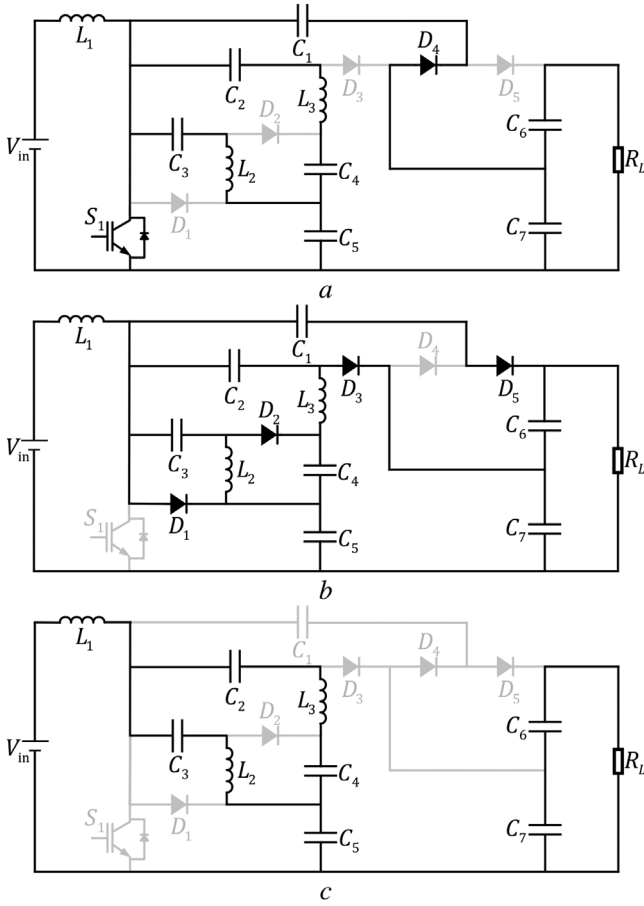 L₁
C₁
D₄
C₂
L₃
D₃
D₅
D₂
C₆
V_in
C₃
L₂
C₄
R_L
S₁
D₁
C₅
C₇
a
L₁
C₁
D₄
C₂
L₃
D₃
D₅
D₂
C₆
V_in
C₃
L₂
C₄
R_L
S₁
D₁
C₅
C₇
b
L₁
C₁
D₄
C₂
L₃
D₃
D₅
D₂
C₆
V_in
C₃
L₂
C₄
R_L
S₁
D₁
C₅
C₇
c